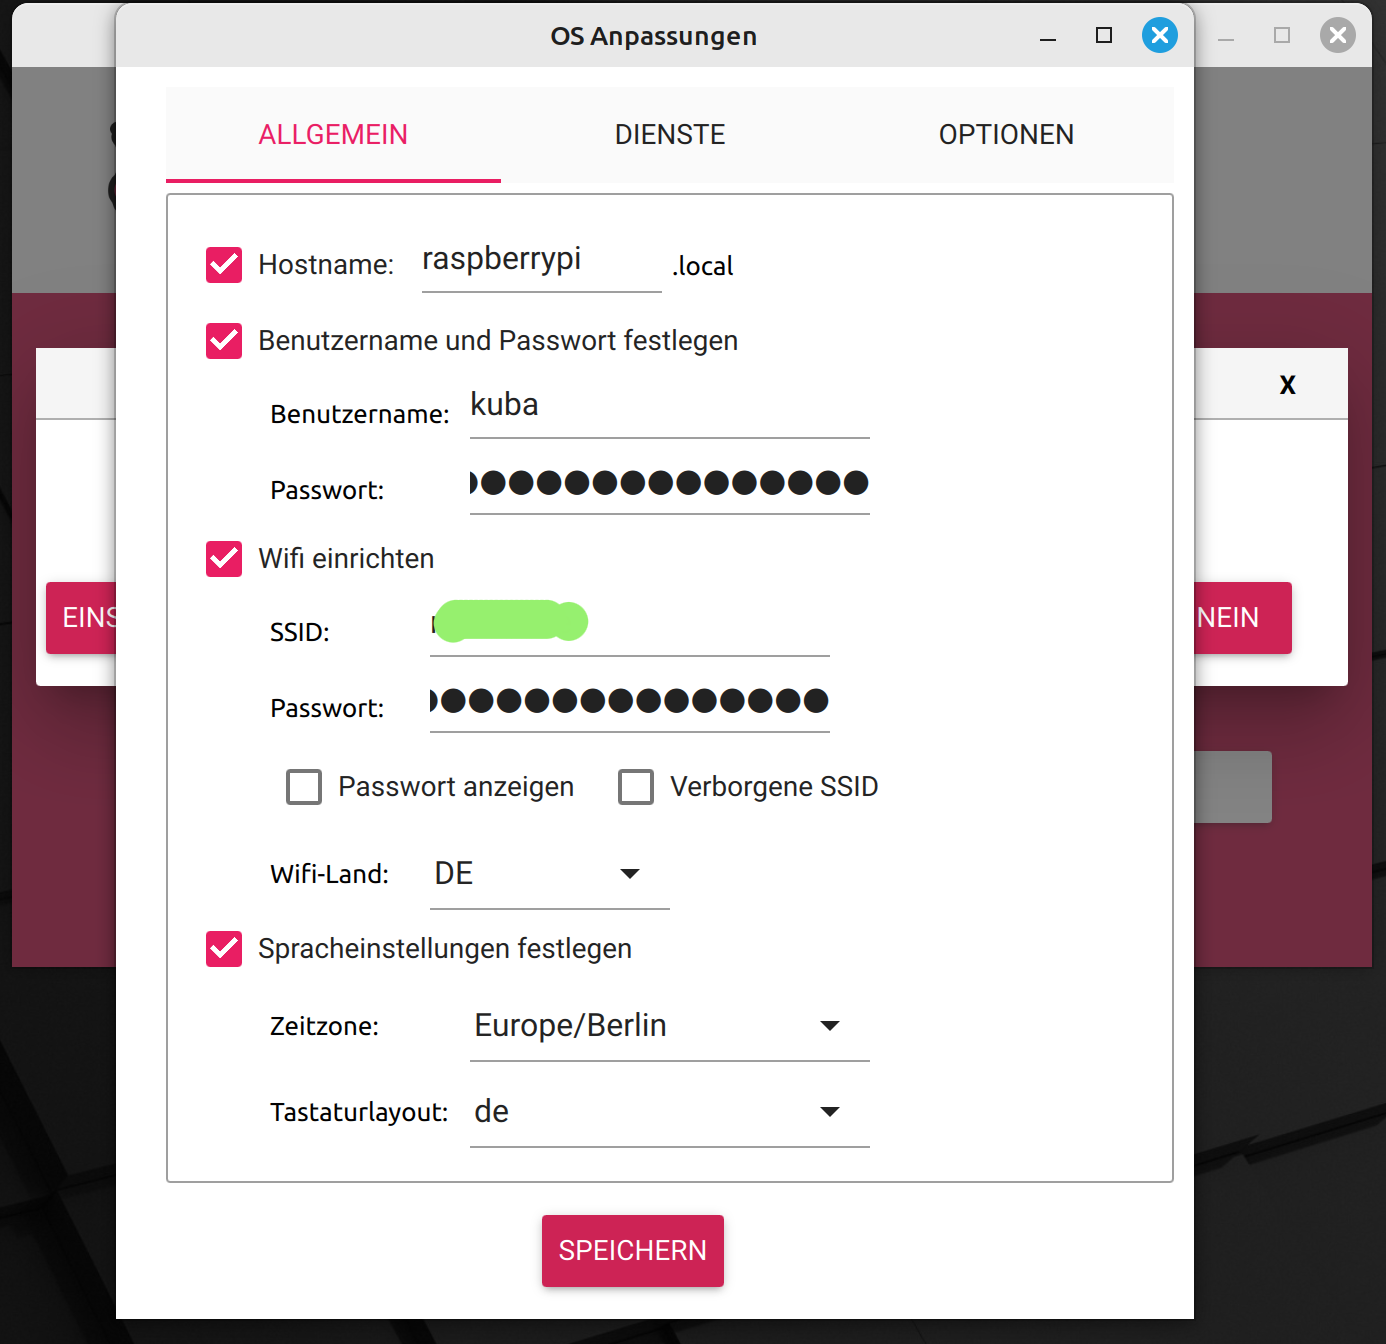 OS Anpassungen
ALLGEMEIN DIENSTE OPTIONEN
Hostname: raspberrypi .local
Benutzername und Passwort festlegen
X
Benutzername: kuba
Passwort:
Wifi einrichten
EINS NEIN
SSID:
Passwort:
Passwort anzeigen Verborgene SSID
Wifi-Land: DE
Spracheinstellungen festlegen
Zeitzone: Europe/Berlin
Tastaturlayout: de
SPEICHERN